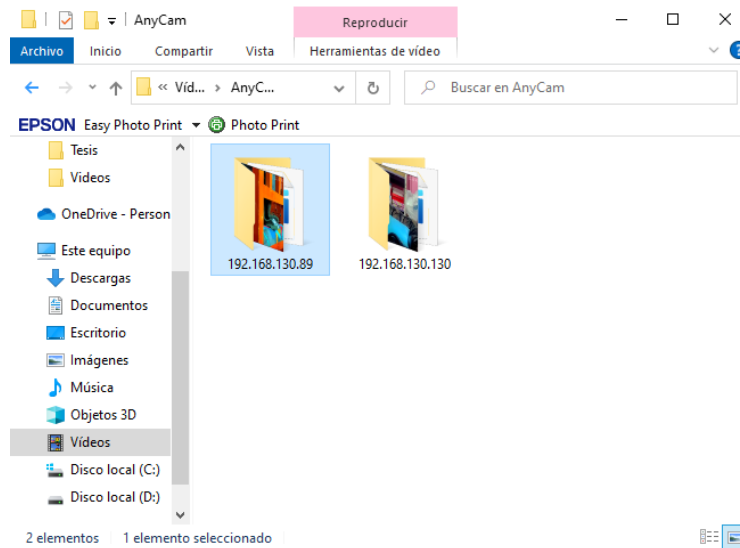 AnyCam
Reproducir
Archivo Inicio Compartir Vista Herramientas de vídeo
« Víd... › AnyC... Buscar en AnyCam
EPSON Easy Photo Print Photo Print
Tesis
Videos
OneDrive - Person
Este equipo
Descargas
Documentos
Escritorio
Imágenes
Música
Objetos 3D
Vídeos
Disco local (C:)
Disco local (D:)
192.168.130.89 192.168.130.130
2 elementos 1 elemento seleccionado